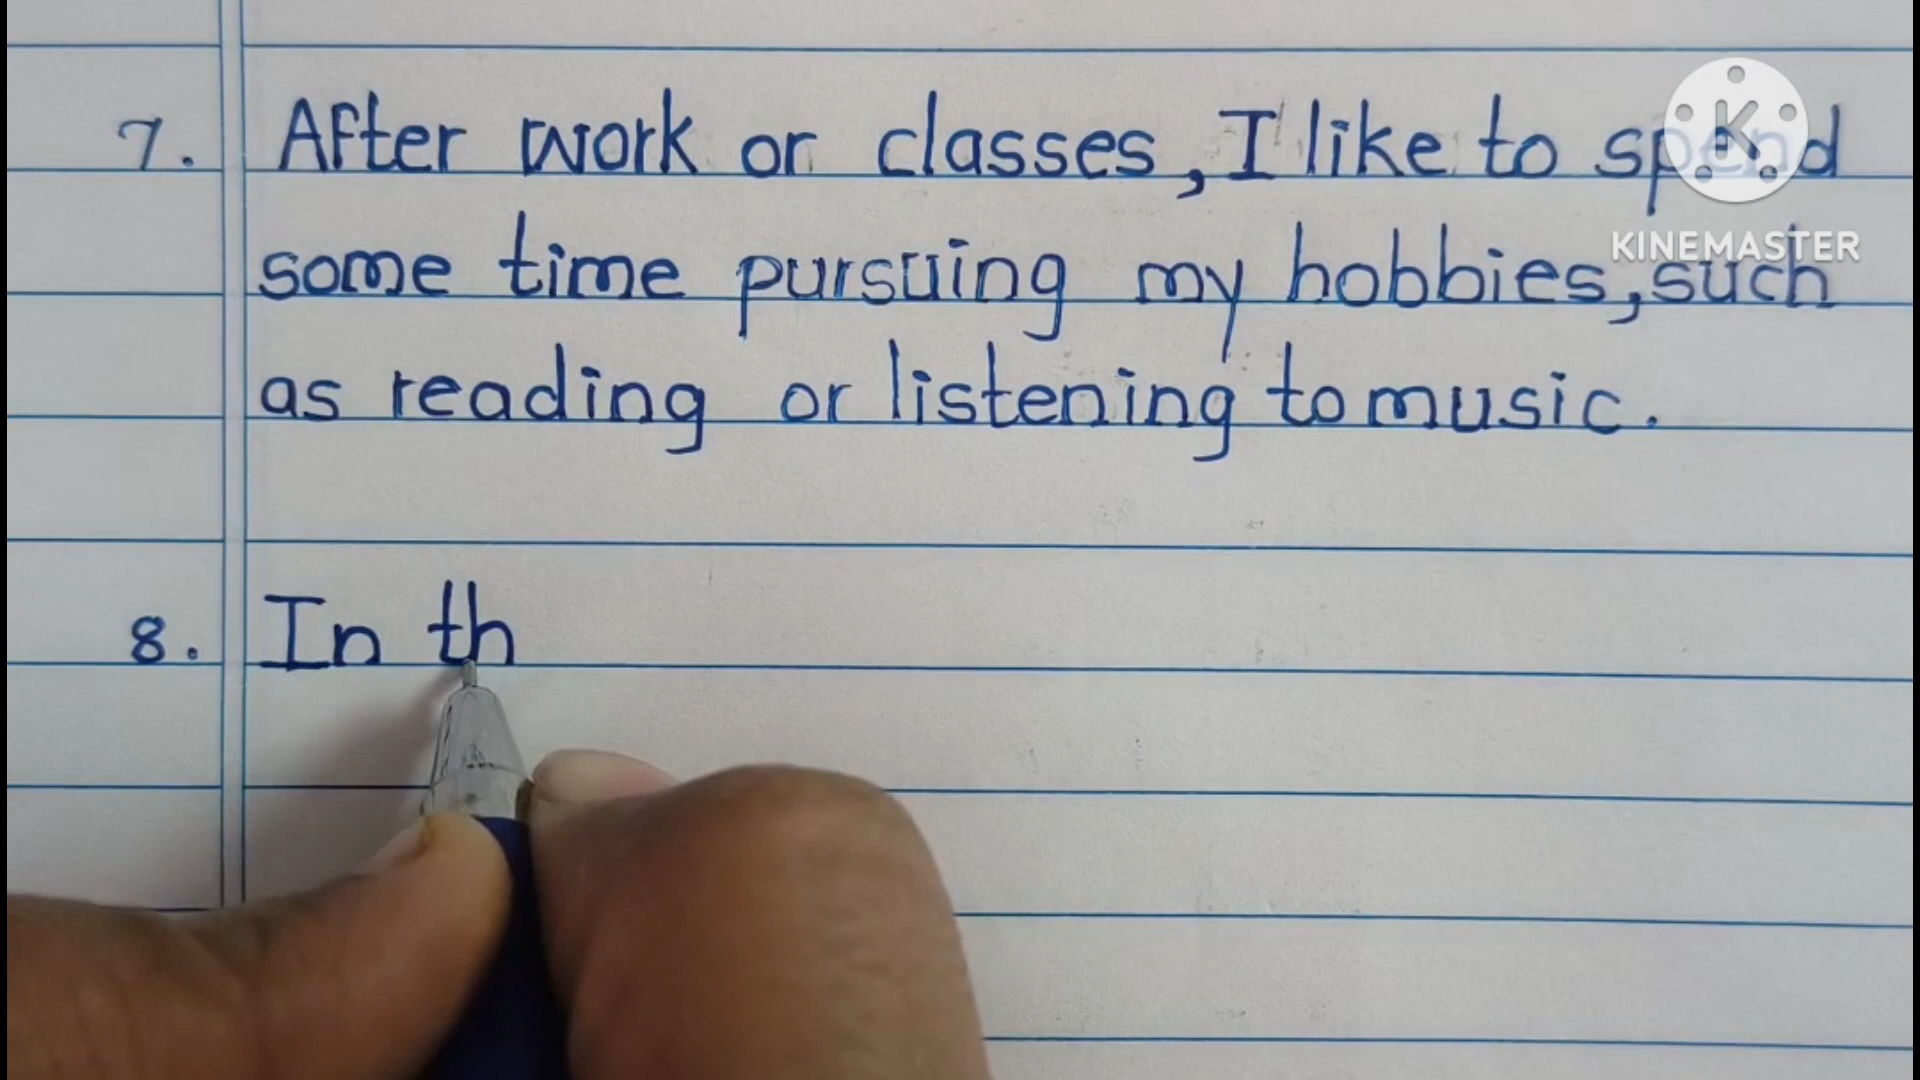 7. After work or classes, I like to spend
KINEMASTER
some time pursuing my hobbies, such
as reading or listening to music.
8. In th